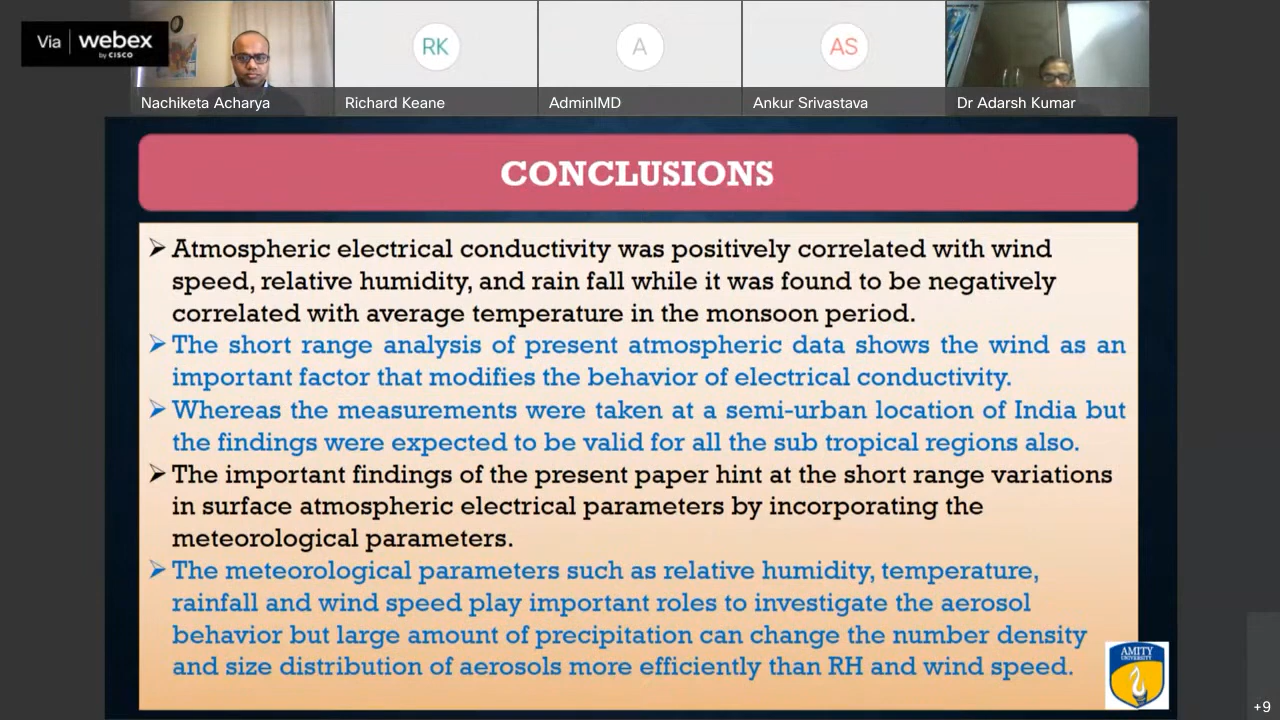 Via webex
by CISCO
RK
A
AS
Nachiketa Acharya
Richard Keane
AdminIMD
Ankur Srivastava
Dr Adarsh Kumar
CONCLUSIONS
➢ Atmospheric electrical conductivity was positively correlated with wind
speed, relative humidity, and rain fall while it was found to be negatively
correlated with average temperature in the monsoon period.
➢ The short range analysis of present atmospheric data shows the wind as an
important factor that modifies the behavior of electrical conductivity.
➢ Whereas the measurements were taken at a semi-urban location of India but
the findings were expected to be valid for all the sub tropical regions also.
➢ The important findings of the present paper hint at the short range variations
in surface atmospheric electrical parameters by incorporating the
meteorological parameters.
➢ The meteorological parameters such as relative humidity, temperature,
rainfall and wind speed play important roles to investigate the aerosol
behavior but large amount of precipitation can change the number density
and size distribution of aerosols more efficiently than RH and wind speed.
AMITY
UNIVERSITY
+9